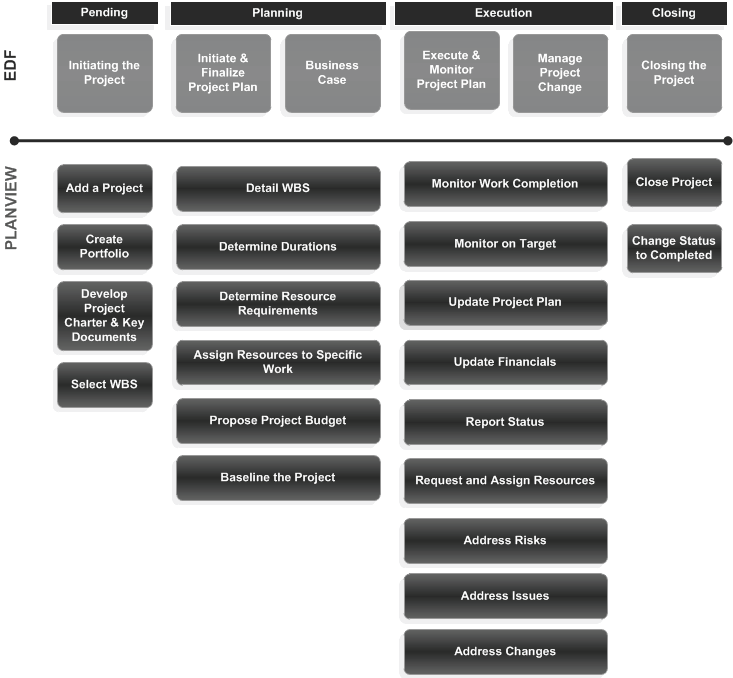 Pending
Planning
Execution
Closing
EDF
Initiating the
Project
Initiate &
Finalize
Project Plan
Business
Case
Execute &
Monitor
Project Plan
Manage
Project
Change
Closing the
Project
PLANVIEW
Add a Project
Create
Portfolio
Develop
Project
Charter & Key
Documents
Select WBS
Detail WBS
Determine Durations
Determine Resource
Requirements
Assign Resources to Specific
Work
Propose Project Budget
Baseline the Project
Monitor Work Completion
Monitor on Target
Update Project Plan
Update Financials
Report Status
Request and Assign Resources
Address Risks
Address Issues
Address Changes
Close Project
Change Status
to Completed